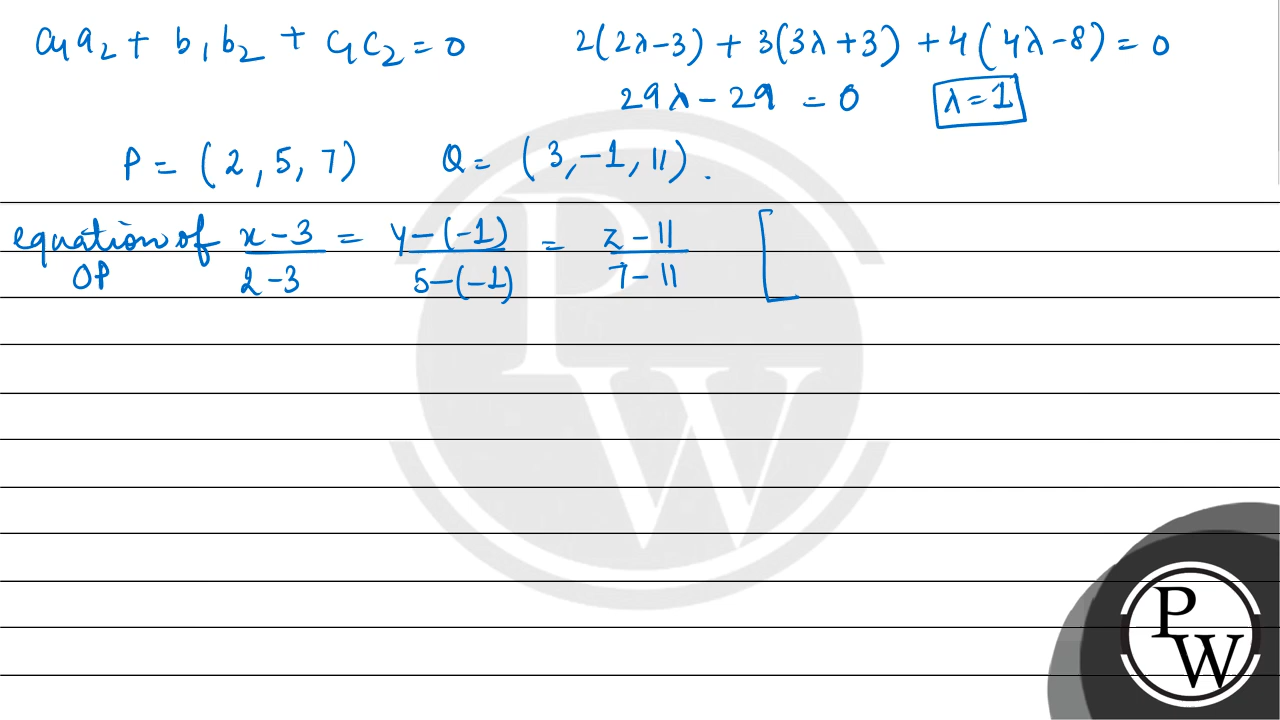 a₁a₂ + b₁b₂ + c₁c₂ = 0 2(2λ-3) + 3(3λ+3) + 4(4λ-8) = 0
29λ - 29 = 0 λ = 1
P = (2, 5, 7) Q = (3, -1, 11).
equation of OP (x-3)/(2-3) = (y-(-1))/(5-(-1)) = (z-11)/(7-11) [
PW
PW